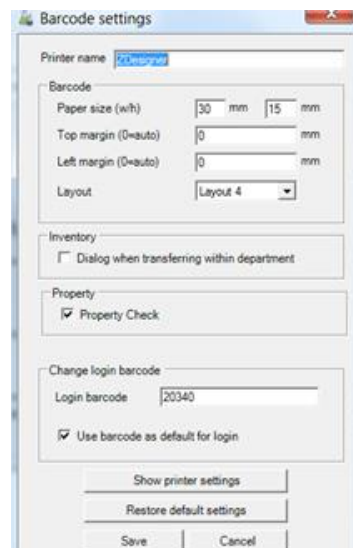 Barcode settings
Printer name ZDesigner
Barcode
Paper size (w/h) 30 mm 15 mm
Top margin (0=auto) 0 mm
Left margin (0=auto) 0 mm
Layout Layout 4
Inventory
Dialog when transferring within department
Property
Property Check
Change login barcode
Login barcode 20340
Use barcode as default for login
Show printer settings
Restore default settings
Save Cancel